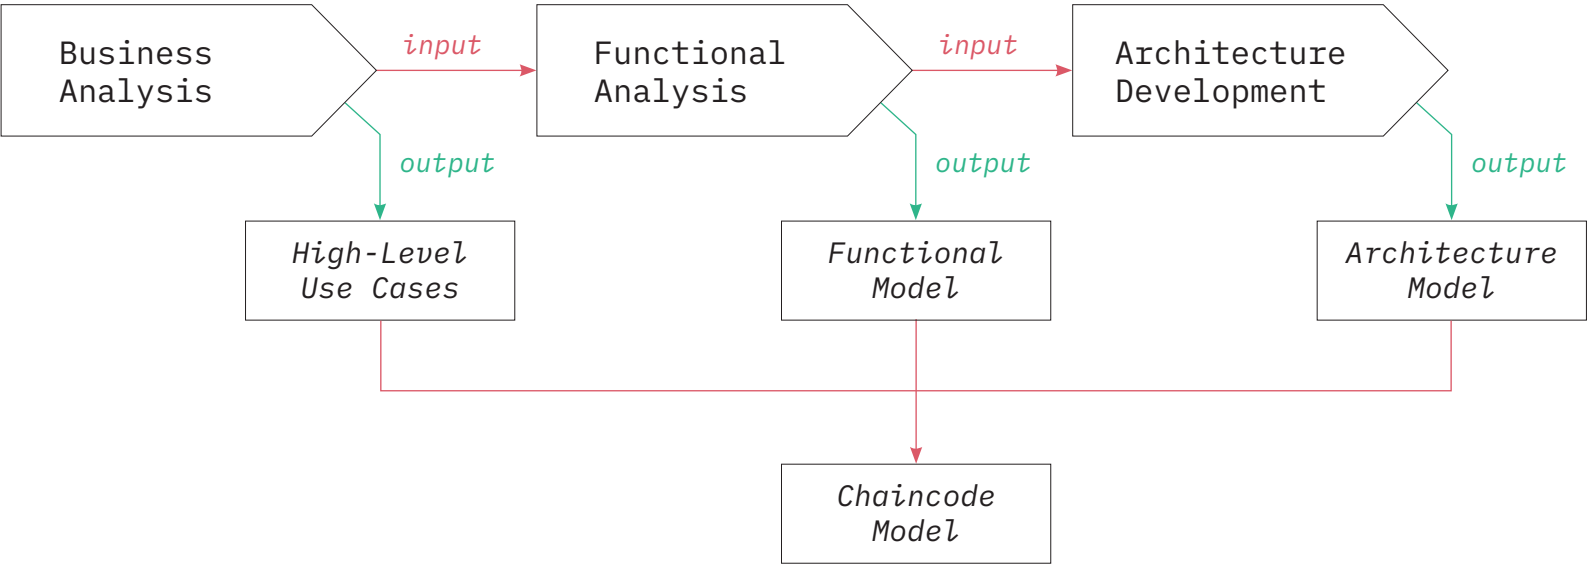 Business
Analysis
input
Functional
Analysis
input
Architecture
Development
output
output
output
High-Level
Use Cases
Functional
Model
Architecture
Model
Chaincode
Model